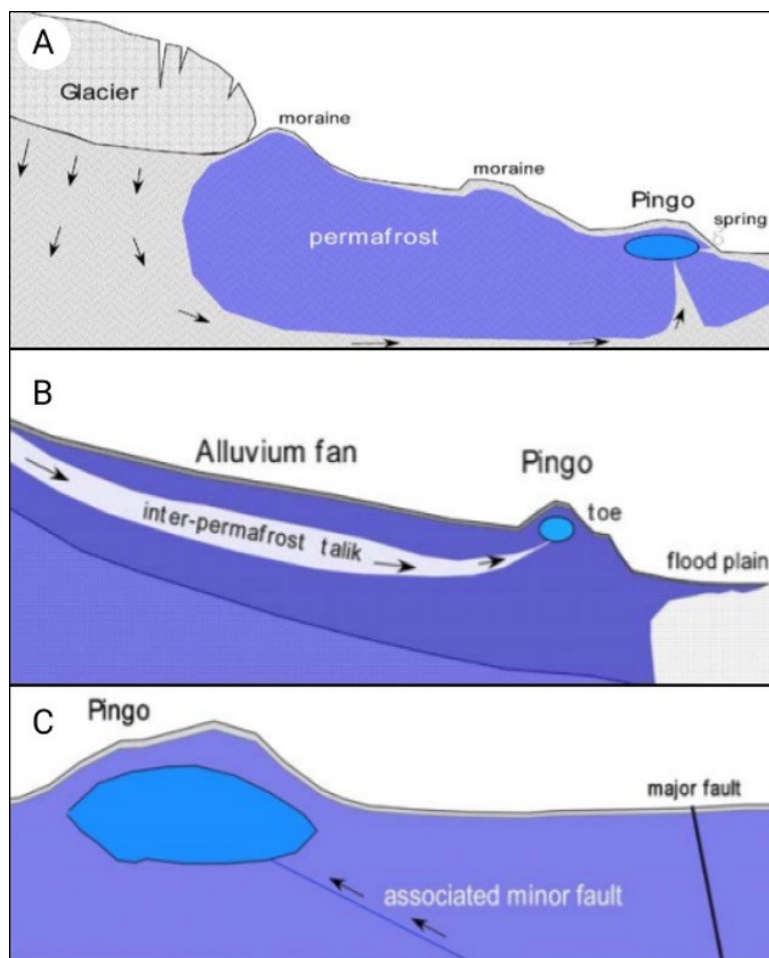 A
Glacier
moraine
moraine
Pingo
spring
permafrost
B
Alluvium fan
Pingo
toe
inter-permafrost talik
flood plain
C
Pingo
major fault
associated minor fault